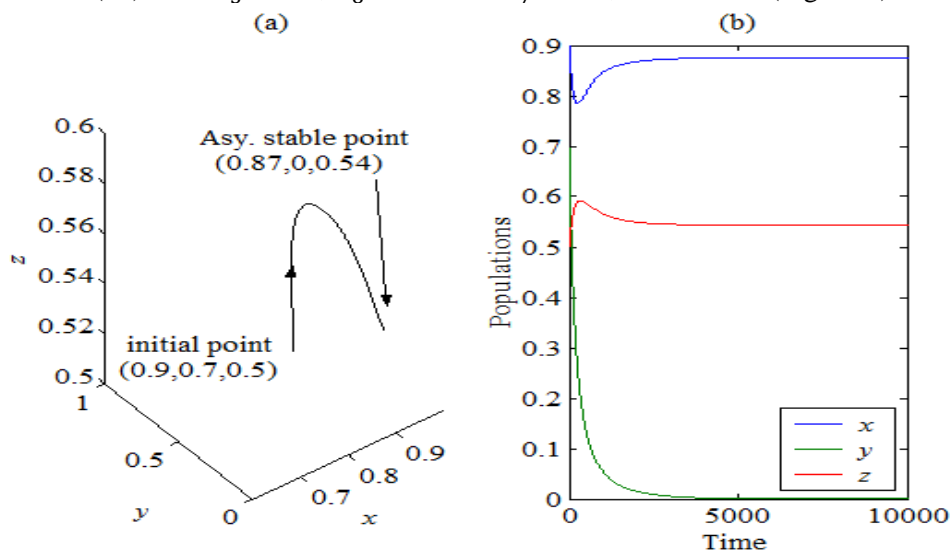 (a)
(b)
0.6
0.58
0.56
0.54
0.52
0.5
z
Asy. stable point
(0.87,0,0.54)
initial point
(0.9,0.7,0.5)
1
0.5
0
y
0.7
0.8
0.9
x
0.9
0.8
0.7
0.6
0.5
0.4
0.3
0.2
0.1
0
Populations
x
y
z
0
5000
10000
Time